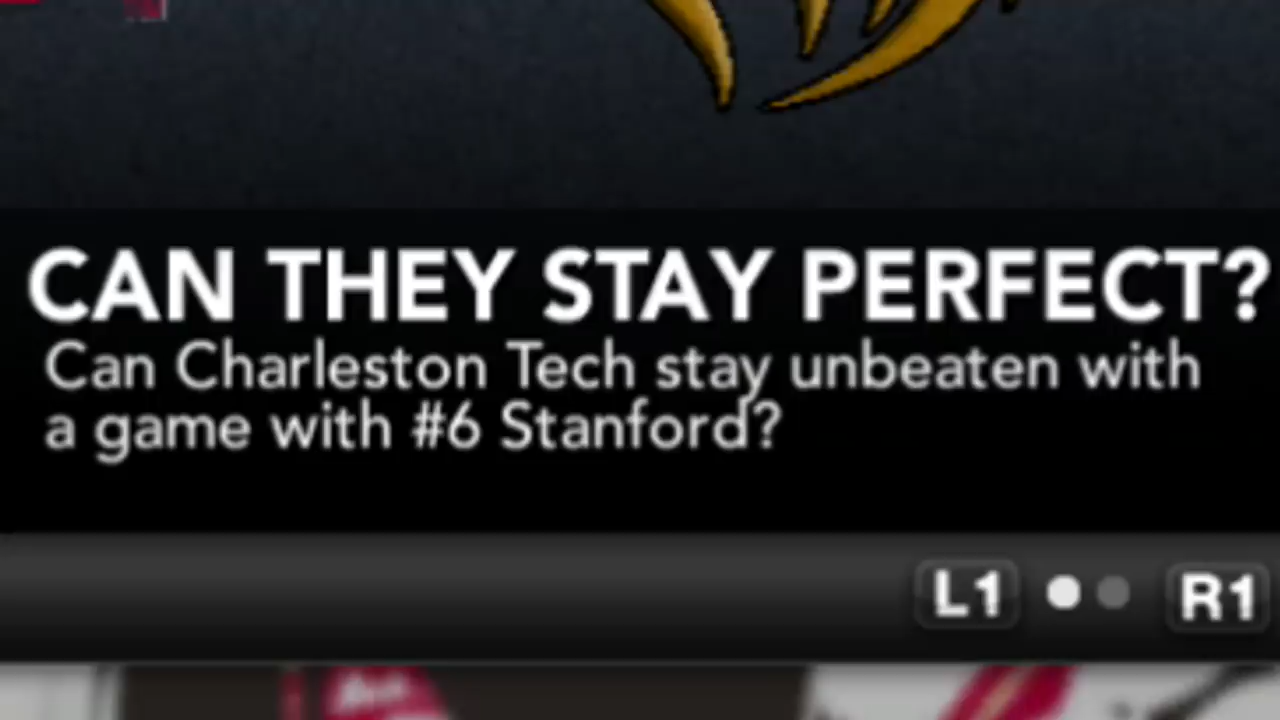 CAN THEY STAY PERFECT?
Can Charleston Tech stay unbeaten with
a game with #6 Stanford?
L1 R1